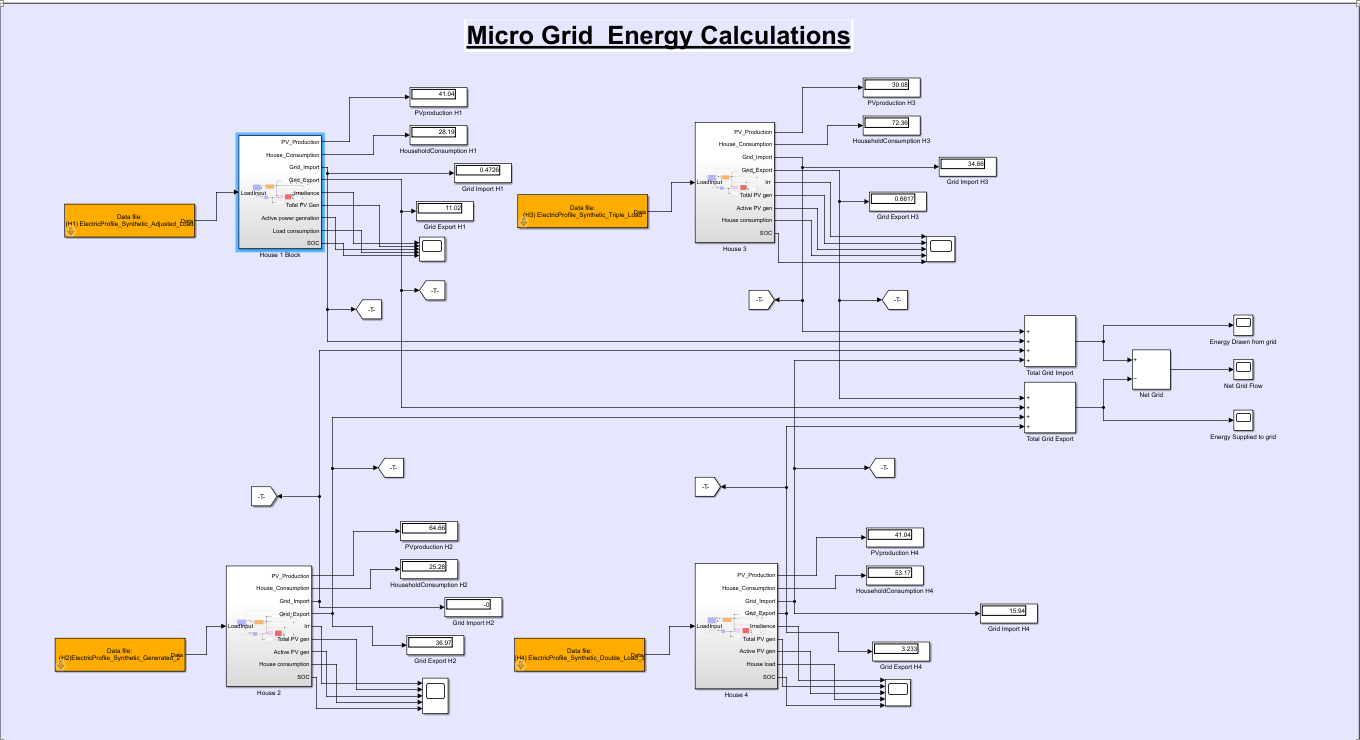 Micro Grid  Energy Calculations
41.04
PVproduction H1
28.19
HouseholdConsumption H1
0.4726
Grid Import H1
11.02
Grid Export H1
PV_Production
House_Consumption
Grid_Import
Grid_Export
LoadInput
Irradiance
Total PV Gen
Active power genration
Load consumption
SOC
House 1 Block
Data file:
(H1) ElectricProfile_Synthetic_Adjusted_Load
Data
-T-
-T-
39.08
PVproduction H3
72.36
HouseholdConsumption H3
34.66
Grid Import H3
0.6617
Grid Export H3
PV_Production
House_Consumption
Grid_Import
Grid_Export
LoadInput
Irr
Total PV gen
Active PV gen
House consumption
SOC
House 3
Data file:
(H3) ElectricProfile_Synthetic_Triple_Load
Data
-T-
-T-
+
+
+
+
Total Grid Import
+
+
+
+
Total Grid Export
+
−
Net Grid
Energy Drawn from grid
Net Grid Flow
Energy Supplied to grid
-T-
-T-
64.66
PVproduction H2
25.28
HouseholdConsumption H2
-0
Grid Import H2
36.97
Grid Export H2
PV_Production
House_Consumption
Grid_Import
Grid_Export
LoadInput
Irr
Total PV gen
Active PV gen
House consumption
SOC
House 2
Data file:
(H2)ElectricProfile_Synthetic_Generated_2
Data
-T-
-T-
41.04
PVproduction H4
53.17
HouseholdConsumption H4
15.94
Grid Import H4
3.233
Grid Export H4
PV_Production
House_Consumption
Grid_Import
Grid_Export
LoadInput
Irradiance
Total PV gen
Active PV gen
House load
SOC
House 4
Data file:
(H4) ElectricProfile_Synthetic_Double_Load
Data